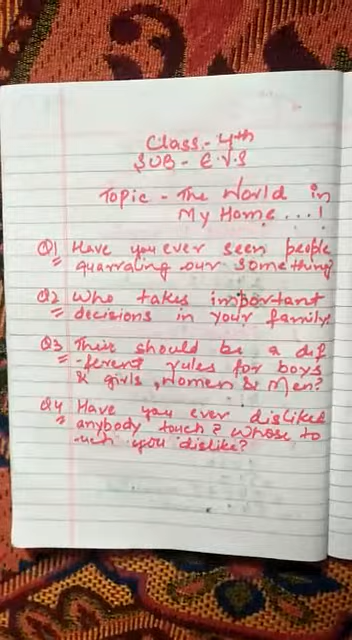 Class - 4th
SUB - E.V.S
Topic - The World in
My Home...!
Q1 Have you ever seen people
quarraling our something?
Q2 Who takes important
decisions in your family?
Q3 Their should be a dif
-ferent rules for boys
& girls, Women & Men?
Q4 Have you ever disliked
anybody touch? Whose to
-uch you dislike?